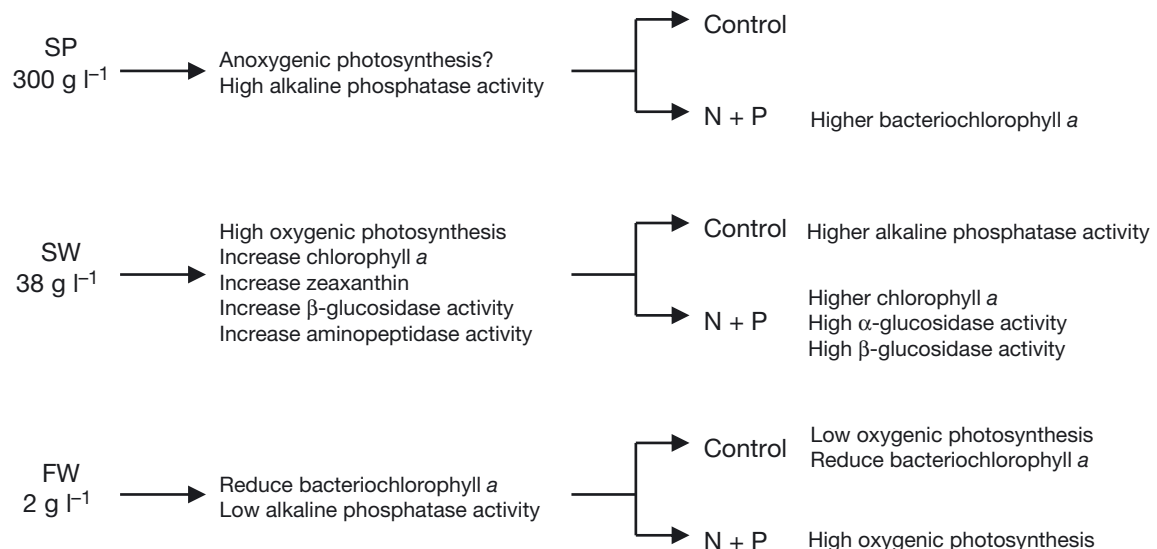 SP
300 g l⁻¹
Anoxygenic photosynthesis?
High alkaline phosphatase activity
Control
N + P
Higher bacteriochlorophyll a
SW
38 g l⁻¹
High oxygenic photosynthesis
Increase chlorophyll a
Increase zeaxanthin
Increase β-glucosidase activity
Increase aminopeptidase activity
Control
Higher alkaline phosphatase activity
N + P
Higher chlorophyll a
High α-glucosidase activity
High β-glucosidase activity
FW
2 g l⁻¹
Reduce bacteriochlorophyll a
Low alkaline phosphatase activity
Control
Low oxygenic photosynthesis
Reduce bacteriochlorophyll a
N + P
High oxygenic photosynthesis